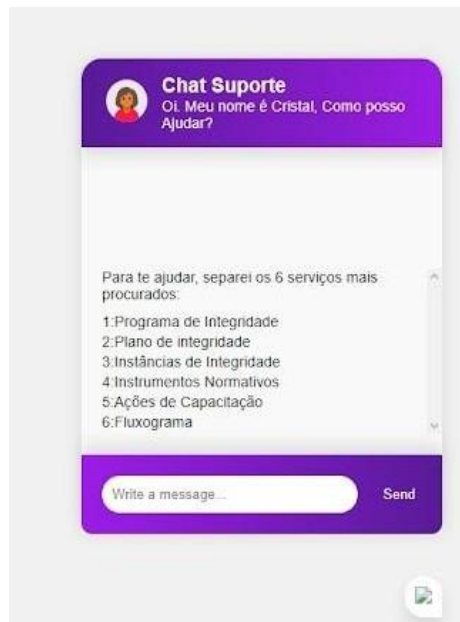 Chat Suporte
Oi. Meu nome é Cristal, Como posso
Ajudar?
Para te ajudar, separei os 6 serviços mais
procurados:
1:Programa de Integridade
2:Plano de integridade
3:Instâncias de Integridade
4:Instrumentos Normativos
5:Ações de Capacitação
6:Fluxograma
Write a message...
Send